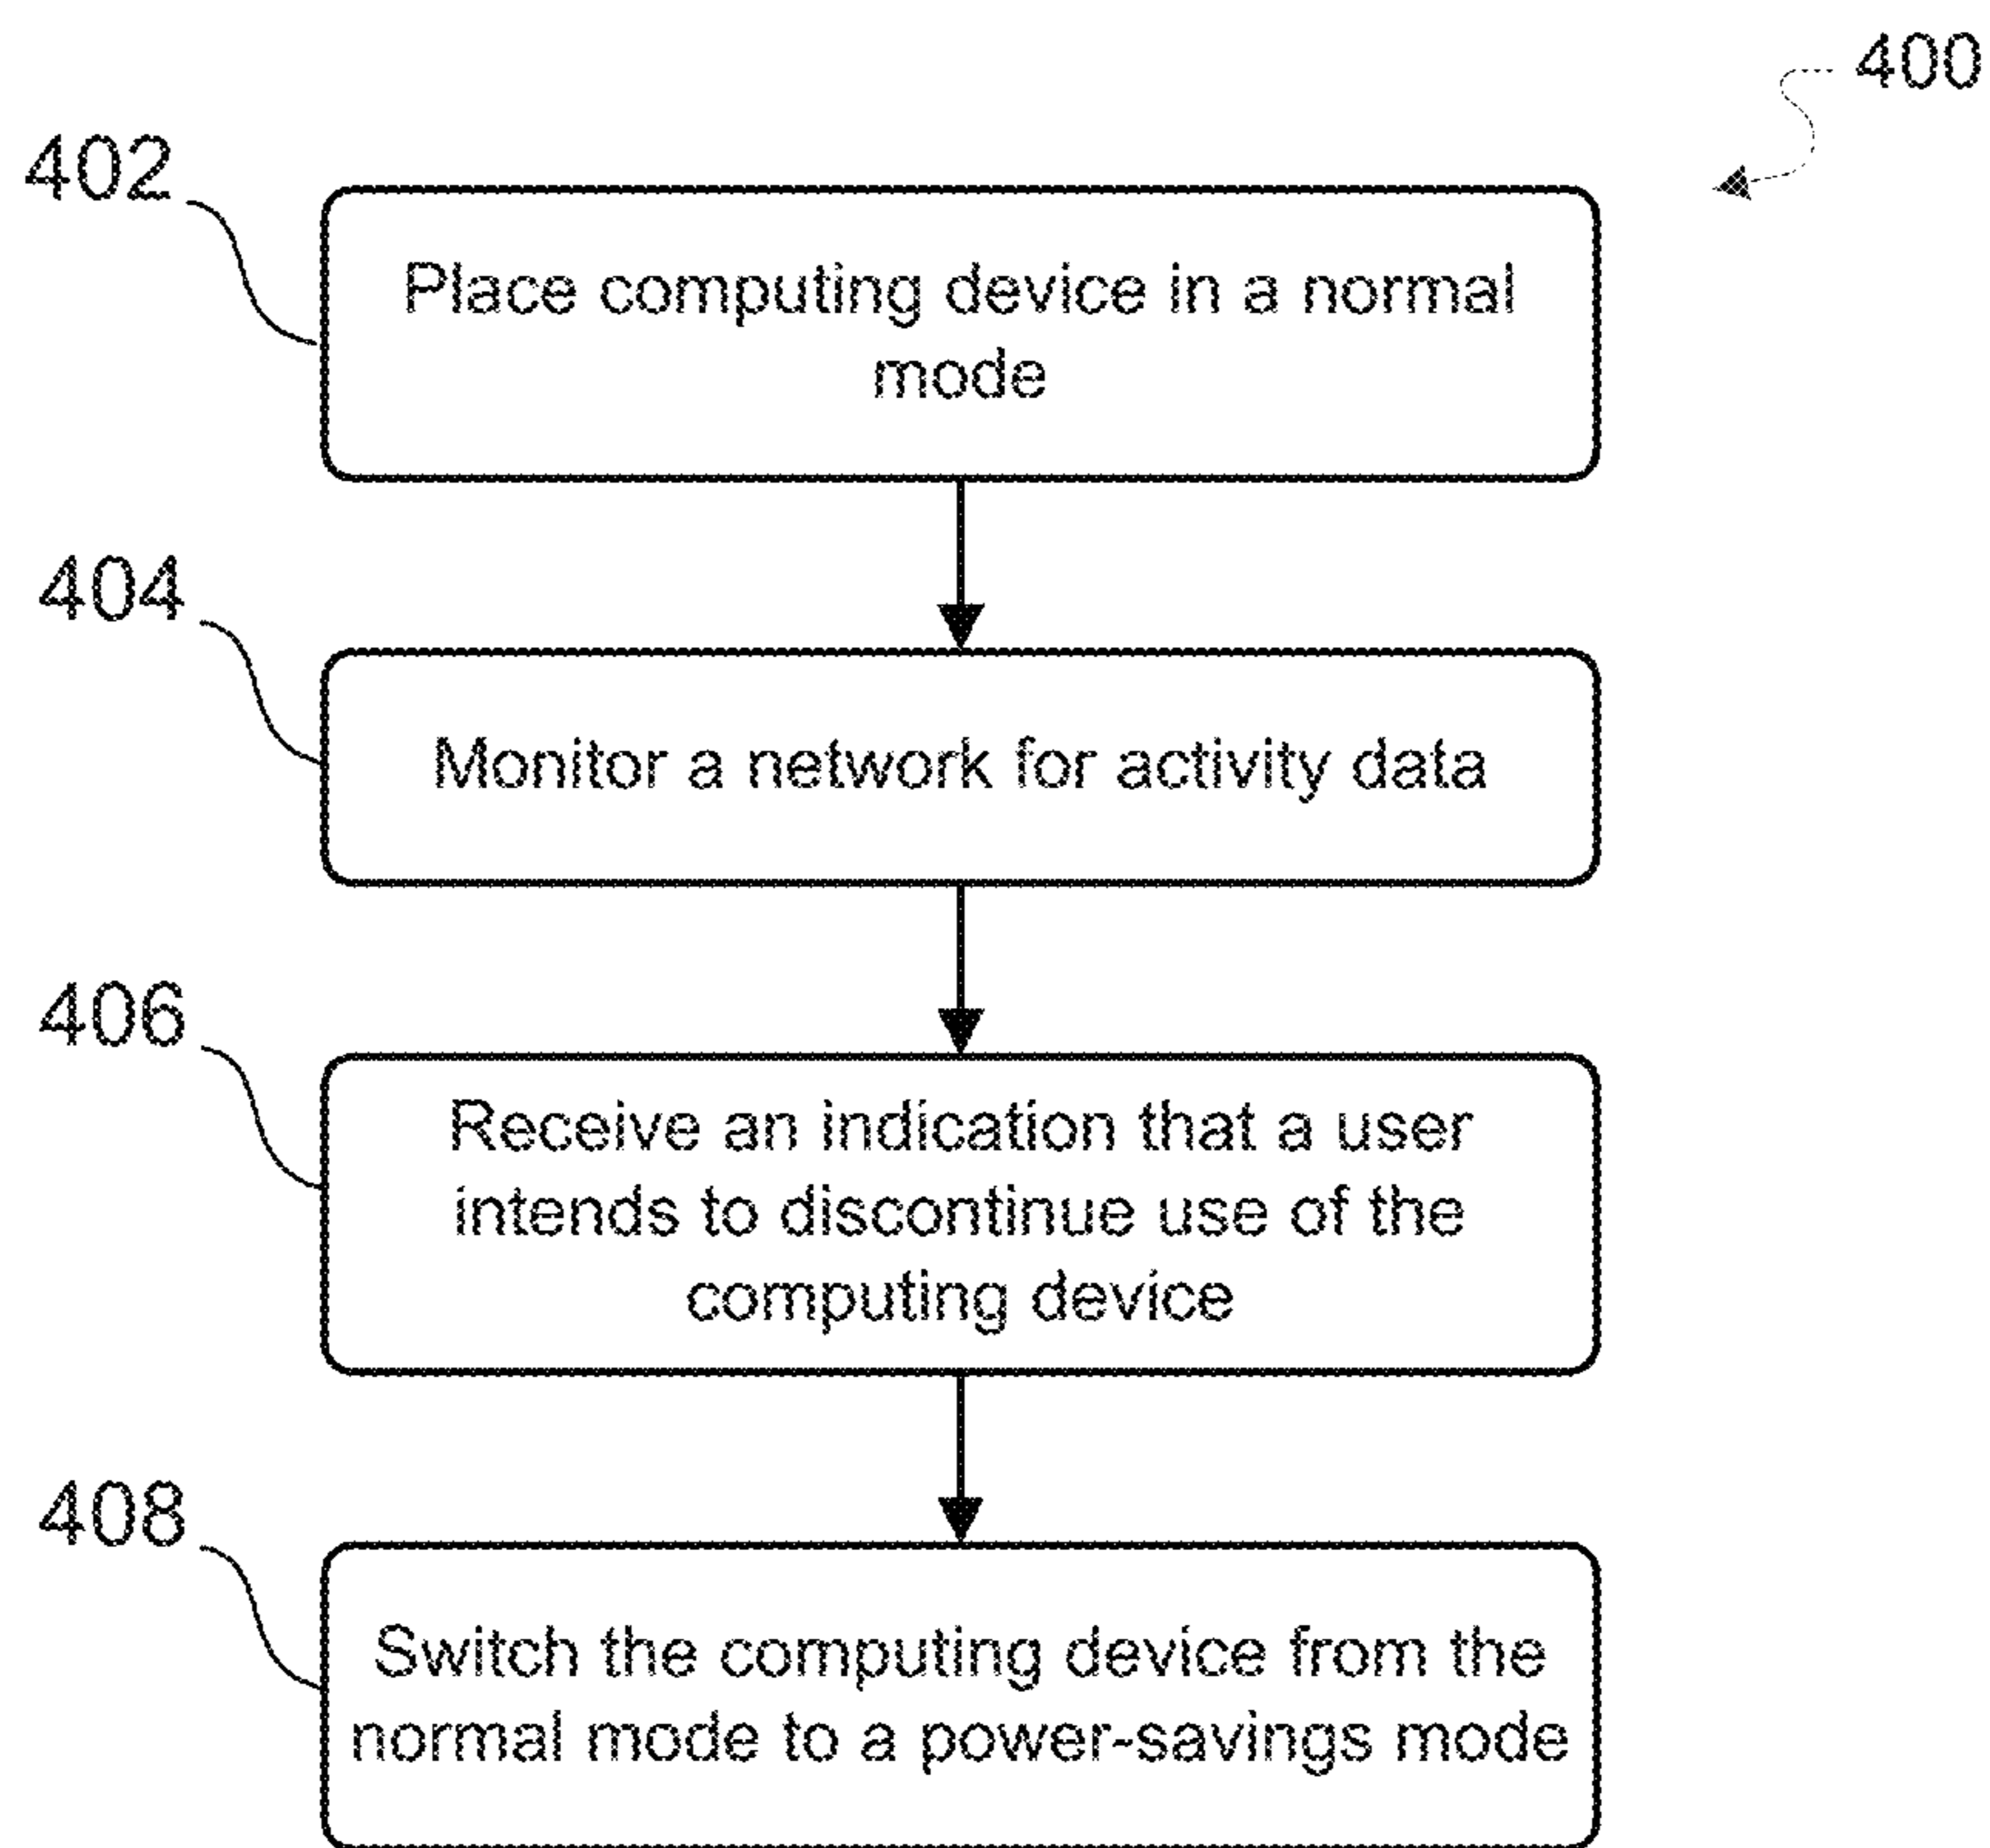 400
402
Place computing device in a normal
mode
404
Monitor a network for activity data
406
Receive an indication that a user
intends to discontinue use of the
computing device
408
Switch the computing device from the
normal mode to a power-savings mode